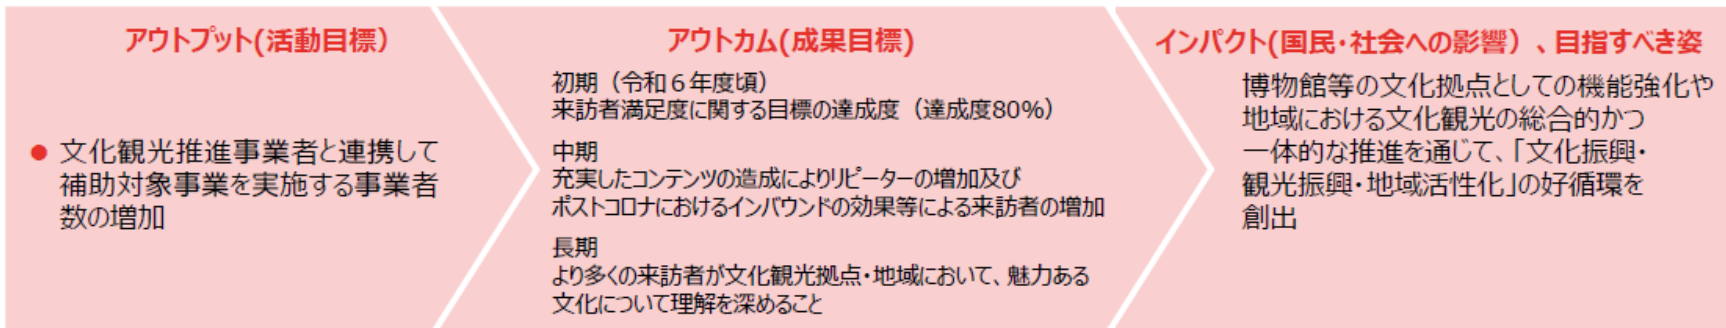 アウトプット(活動目標)
● 文化観光推進事業者と連携して
補助対象事業を実施する事業者
数の増加
アウトカム(成果目標)
初期（令和６年度頃）
来訪者満足度に関する目標の達成度（達成度80%）
中期
充実したコンテンツの造成によりリピーターの増加及び
ポストコロナにおけるインバウンドの効果等による来訪者の増加
長期
より多くの来訪者が文化観光拠点・地域において、魅力ある
文化について理解を深めること
インパクト(国民・社会への影響）、目指すべき姿
博物館等の文化拠点としての機能強化や
地域における文化観光の総合的かつ
一体的な推進を通じて、「文化振興・
観光振興・地域活性化」の好循環を
創出